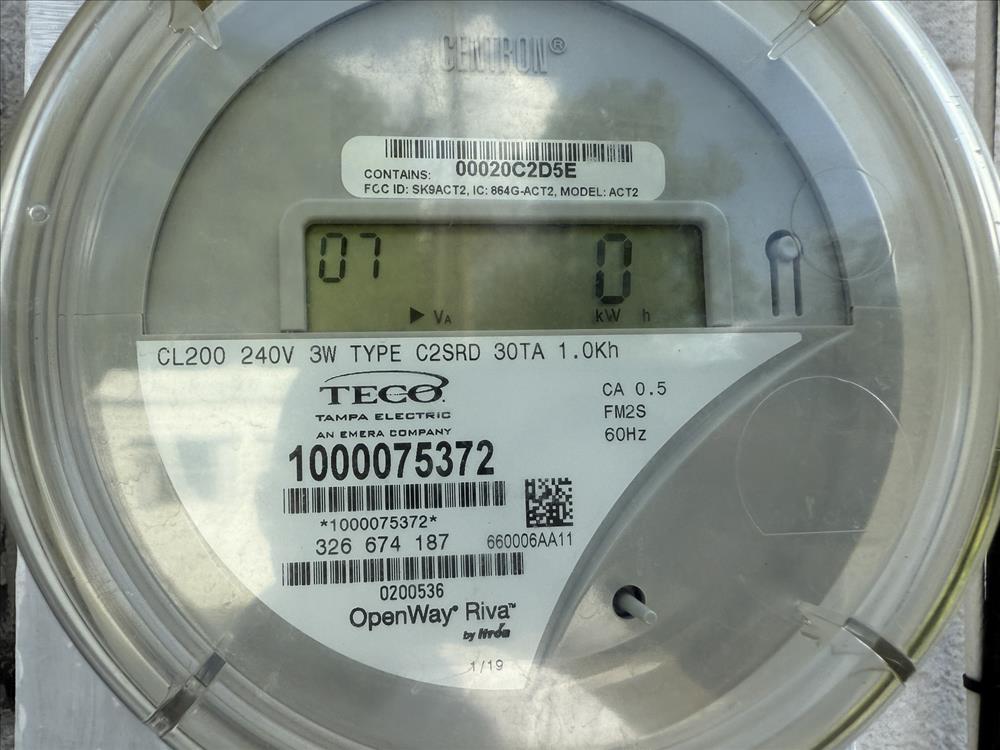 CENTRON®
CONTAINS: 00020C2D5E
FCC ID: SK9ACT2, IC: 864G-ACT2, MODEL: ACT2
07 0
VA kW h
CL200 240V 3W TYPE C2SRD 30TA 1.0Kh
TECO.
TAMPA ELECTRIC
AN EMERA COMPANY
CA 0.5
FM2S
60Hz
1000075372
*1000075372*
326 674 187 660006AA11
0200536
OpenWay® Riva™
by Itrón
1/19